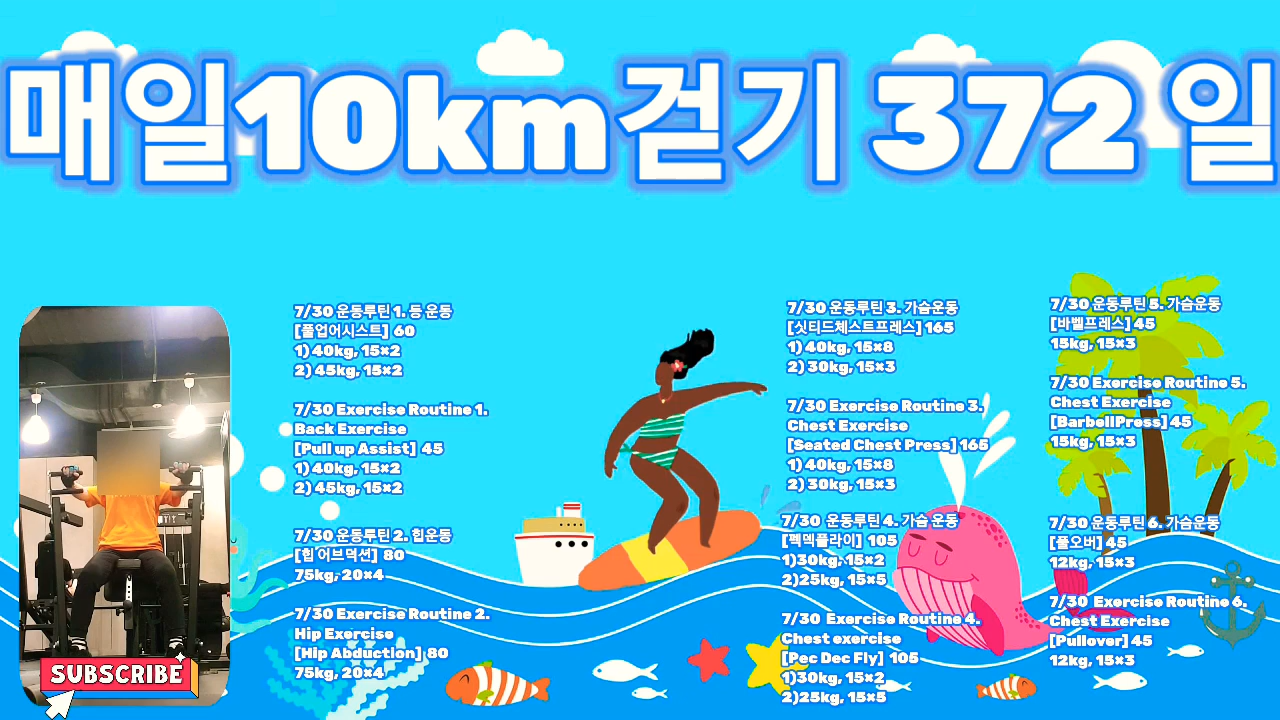 매일10km걷기 372 일
7/30 운동루틴 1. 등 운동
[풀업어시스트] 60
1) 40kg, 15×2
2) 45kg, 15×2
7/30 Exercise Routine 1.
Back Exercise
[Pull up Assist] 45
1) 40kg, 15×2
2) 45kg, 15×2
7/30 운동루틴 2. 힙운동
[힙 어브덕션] 80
75kg, 20×4
7/30 Exercise Routine 2.
Hip Exercise
[Hip Abduction] 80
75kg, 20×4
7/30 운동루틴 3. 가슴운동
[싯티드체스트프레스] 165
1) 40kg, 15×8
2) 30kg, 15×3
7/30 Exercise Routine 3.
Chest Exercise
[Seated Chest Press] 165
1) 40kg, 15×8
2) 30kg, 15×3
7/30 운동루틴 4. 가슴 운동
[펙덱플라이] 105
1)30kg, 15×2
2)25kg, 15×5
7/30 Exercise Routine 4.
Chest exercise
[Pec Dec Fly] 105
1)30kg, 15×2
2)25kg, 15×5
7/30 운동루틴 5. 가슴운동
[바벨프레스] 45
15kg, 15×3
7/30 Exercise Routine 5.
Chest Exercise
[BarbellPress] 45
15kg, 15×3
7/30 운동루틴 6. 가슴운동
[풀오버] 45
12kg, 15×3
7/30 Exercise Routine 6.
Chest Exercise
[Pullover] 45
12kg, 15×3
SUBSCRIBE